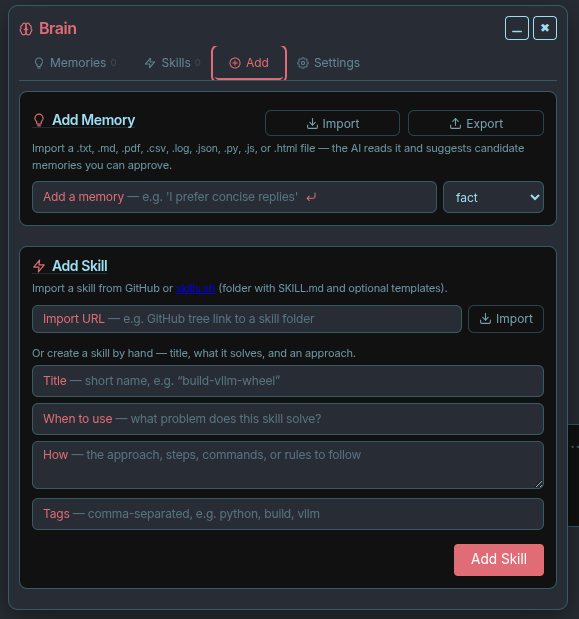 Brain
Memories 0 Skills 0 Add Settings
Add Memory Import Export
Import a .txt, .md, .pdf, .csv, .log, .json, .py, .js, or .html file — the AI reads it and suggests candidate
memories you can approve.
Add a memory — e.g. 'I prefer concise replies' fact
Add Skill
Import a skill from GitHub or skills.sh (folder with SKILL.md and optional templates).
Import URL — e.g. GitHub tree link to a skill folder Import
Or create a skill by hand — title, what it solves, and an approach.
Title — short name, e.g. “build-vllm-wheel”
When to use — what problem does this skill solve?
How — the approach, steps, commands, or rules to follow
Tags — comma-separated, e.g. python, build, vllm
Add Skill